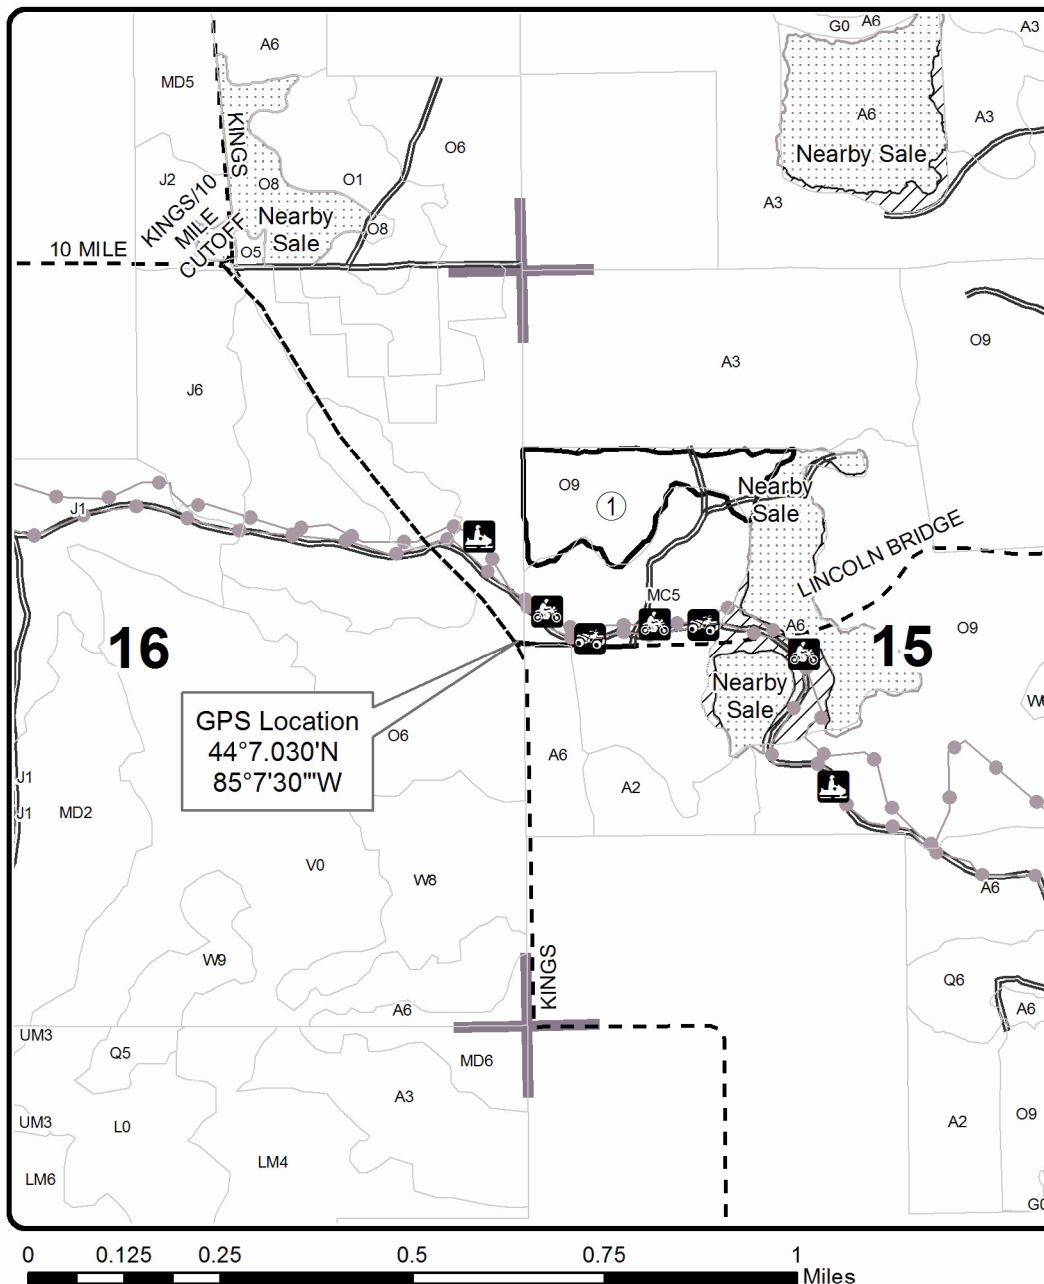 A6
G0
A6
A3
MD5
KINGS
A6
A3
O6
Nearby Sale
J2
O8
O1
A3
KINGS/10
MILE
CUTOFF
Nearby
Sale
O8
10 MILE
O5
O9
A3
J6
O9
1
Nearby
Sale
J1
LINCOLN BRIDGE
MC5
A6
16
15
O9
Nearby
Sale
GPS Location
44°7.030'N
85°7'30"'W
O6
A6
A2
J1
J1
MD2
V0
W8
A6
W9
KINGS
Q6
A6
A6
UM3
Q5
MD6
A3
UM3
L0
A2
O9
LM4
LM6
0
0.125
0.25
0.5
0.75
1
Miles